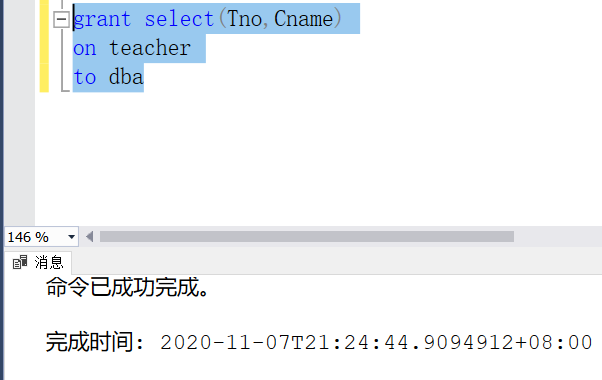 grant select(Tno,Cname)
on teacher
to dba
146 %
消息
命令已成功完成。
完成时间: 2020-11-07T21:24:44.9094912+08:00